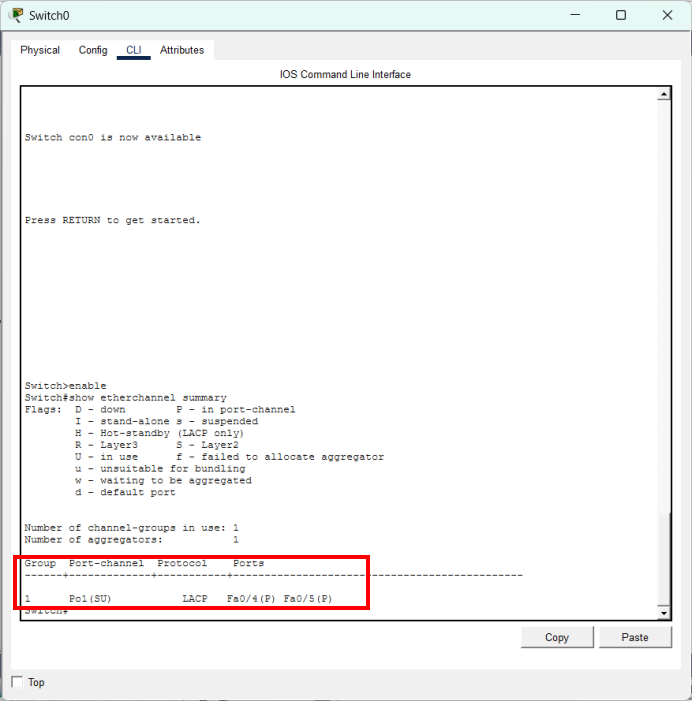 Switch0
Physical Config CLI Attributes
IOS Command Line Interface
Switch con0 is now available
Press RETURN to get started.
Switch>enable
Switch#show etherchannel summary
Flags:  D - down        P - in port-channel
        I - stand-alone s - suspended
        H - Hot-standby (LACP only)
        R - Layer3      S - Layer2
        U - in use      f - failed to allocate aggregator
        u - unsuitable for bundling
        w - waiting to be aggregated
        d - default port
Number of channel-groups in use: 1
Number of aggregators:           1
Group  Port-channel  Protocol    Ports
------+-------------+-----------+----------------------------------------------
1      Po1(SU)           LACP   Fa0/4(P) Fa0/5(P)
Switch#
Copy Paste
Top